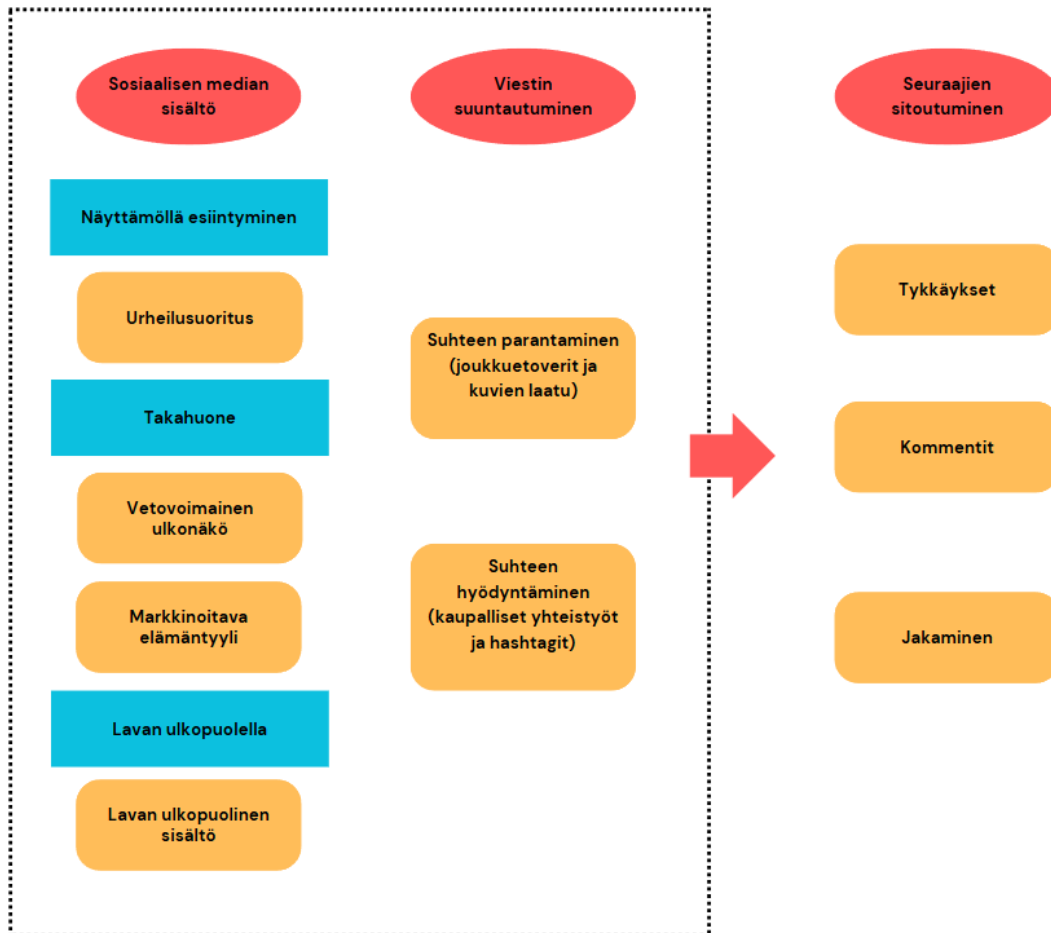 Sosiaalisen median
sisältö
Näyttämöllä esiintyminen
Urheilusuoritus
Takahuone
Vetovoimainen
ulkonäkö
Markkinoitava
elämäntyyli
Lavan ulkopuolella
Lavan ulkopuolinen
sisältö
Viestin
suuntautuminen
Suhteen parantaminen
(joukkuetoverit ja
kuvien laatu)
Suhteen
hyödyntäminen
(kaupalliset yhteistyöt
ja hashtagit)
Seuraajien
sitoutuminen
Tykkäykset
Kommentit
Jakaminen